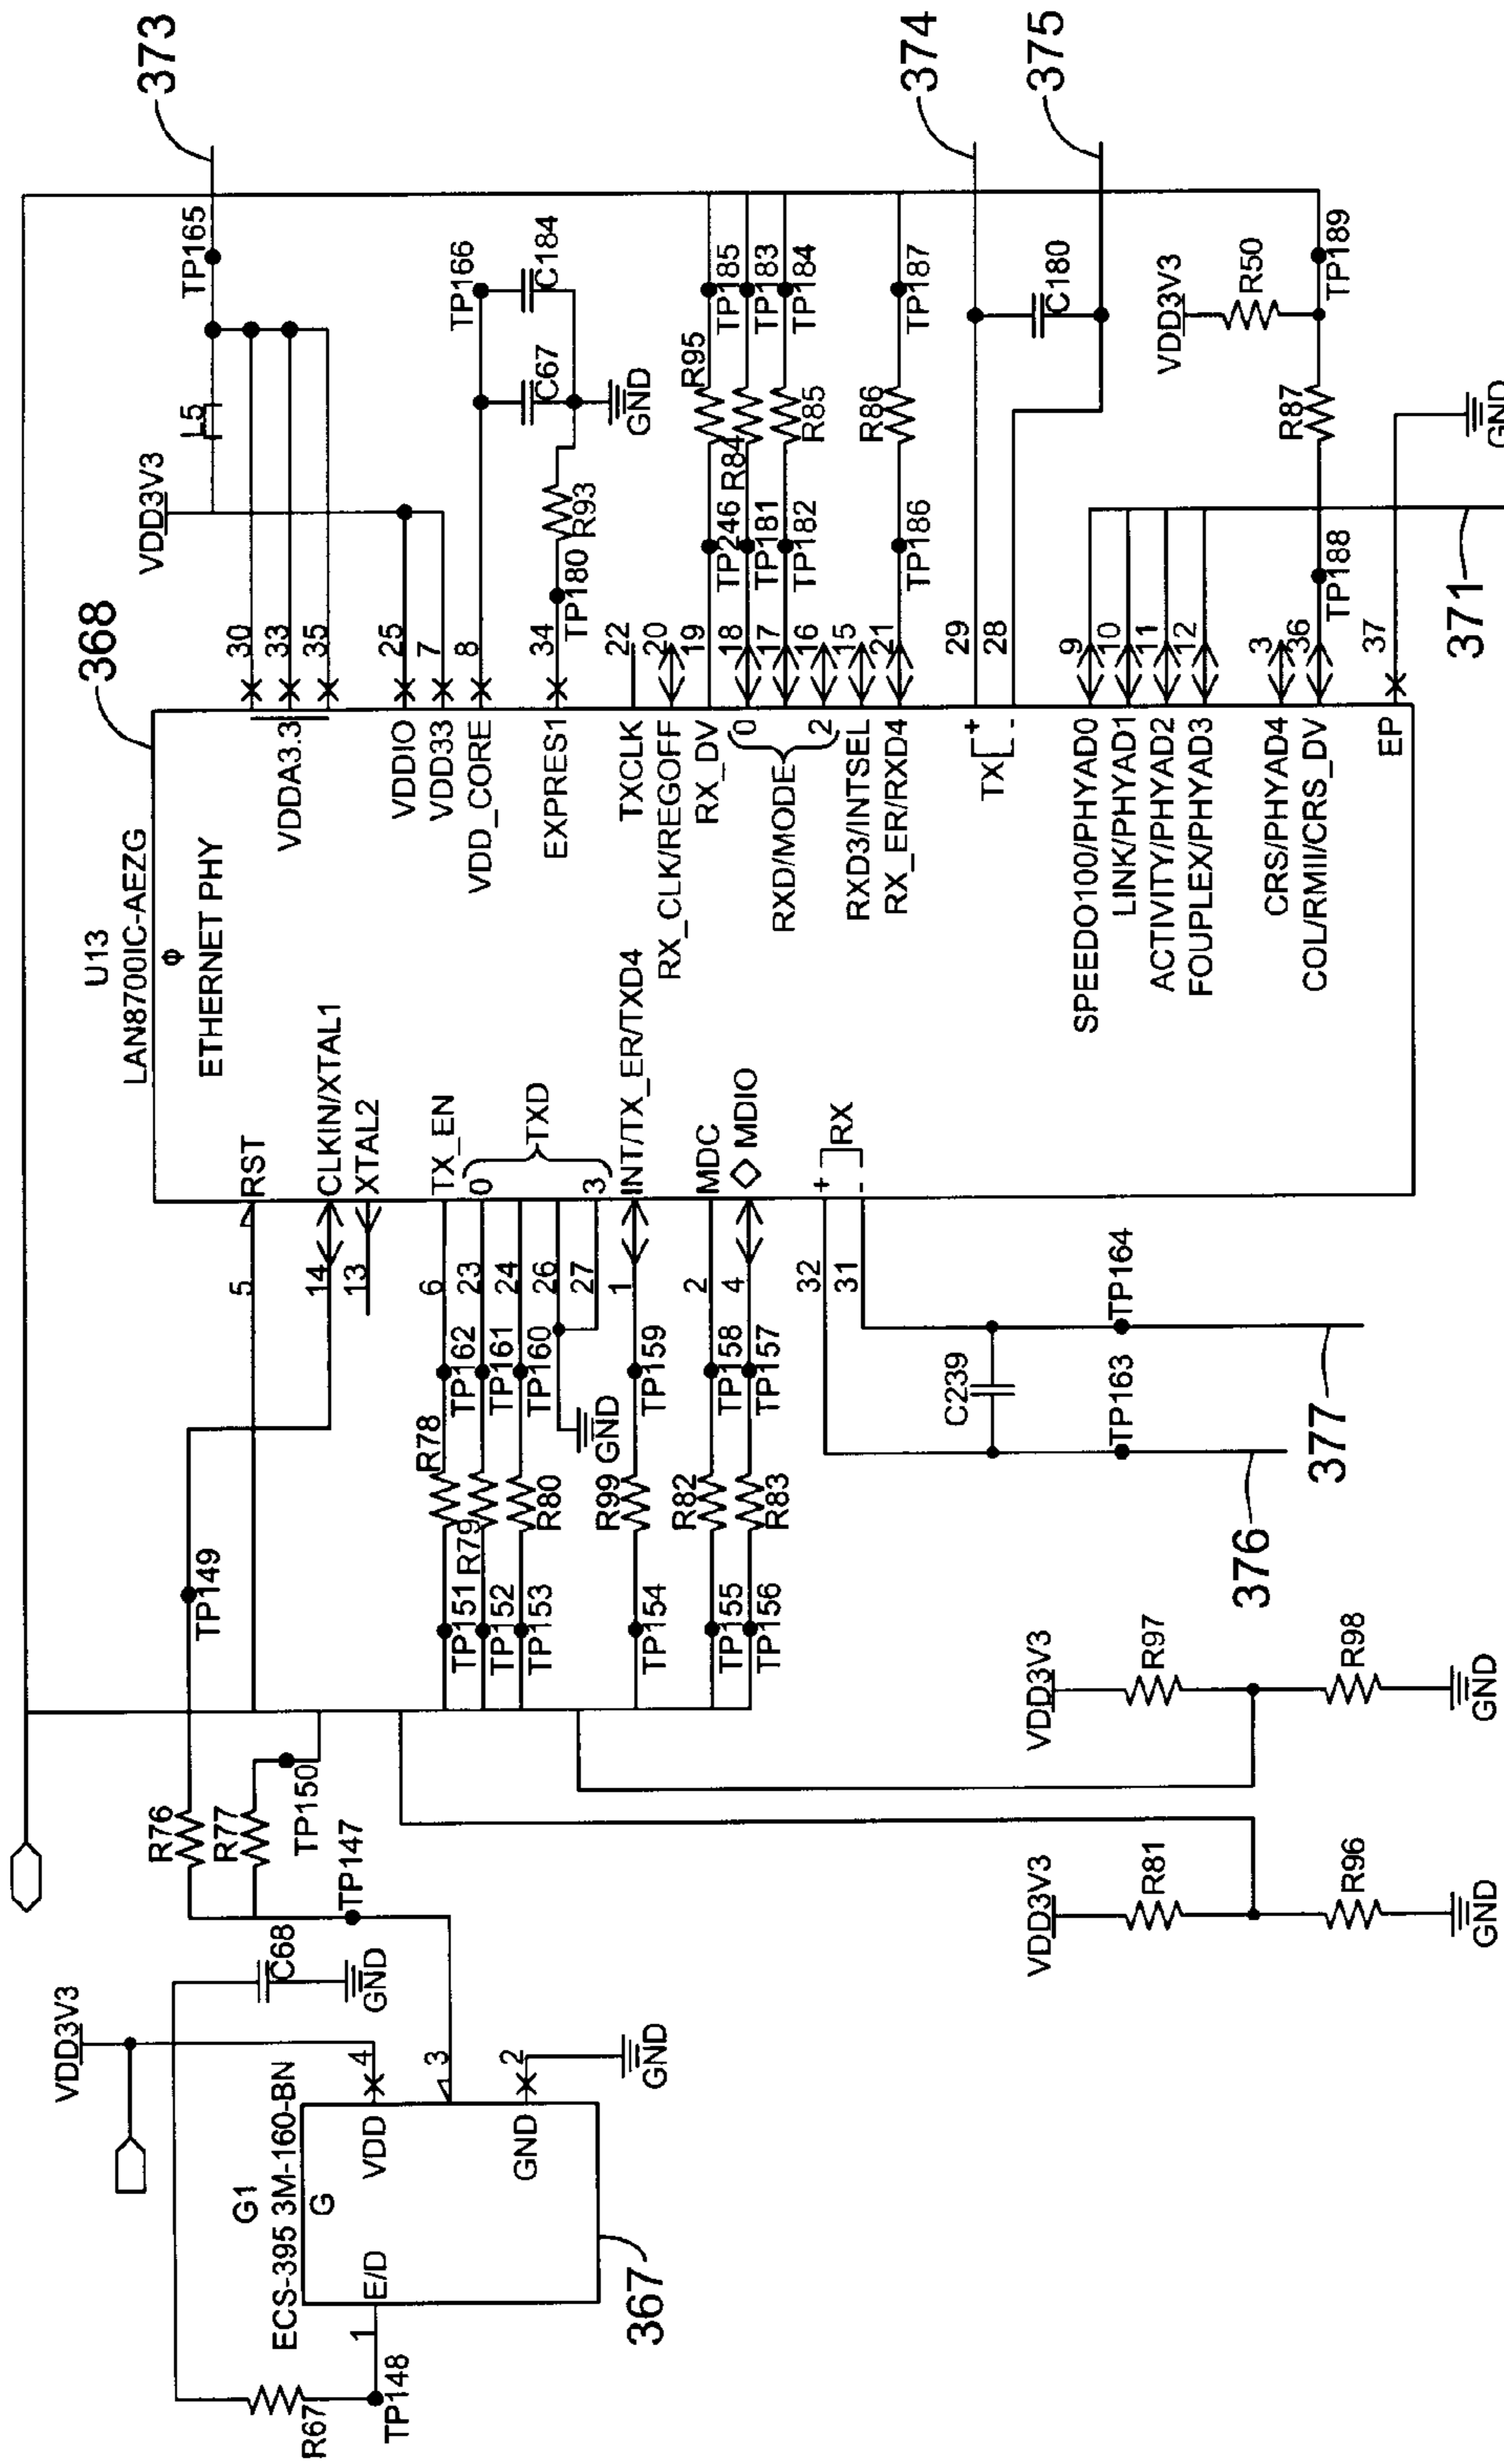 VDD3V3
G1
ECS-395 3M-160-BN
G
VDD
4
3
GND
2
GND
E/D
1
TP148
R67
C68
GND
367
R76
R77
TP150
TP147
TP149
VDD3V3
R81
R96
GND
VDD3V3
R97
R98
GND
TP151
R78
TP162
6
TP152
R79
TP161
23
TP153
R80
TP160
24
26
27
GND
TP154
R99
TP159
1
TP155
R82
TP158
2
TP156
R83
TP157
4
32
31
C239
TP163
TP164
376
377
5
14
13
U13
LAN8700IC-AEZG
Φ
ETHERNET PHY
368
RST
CLKIN/XTAL1
XTAL2
TX_EN
0
TXD
3
INT/TX_ER/TXD4
MDC
MDIO
+
RX
-
VDDA3.3
VDDIO
VDD33
VDD_CORE
EXPRES1
TXCLK
RX_CLK/REGOFF
RX_DV
0
RXD/MODE
2
RXD3/INTSEL
RX_ER/RXD4
+
TX
-
SPEEDO100/PHYAD0
LINK/PHYAD1
ACTIVITY/PHYAD2
FOUPLEX/PHYAD3
CRS/PHYAD4
COL/RMII/CRS_DV
EP
30
33
35
25
7
8
34
22
20
19
18
17
16
15
21
29
28
9
10
11
12
3
36
37
VDD3V3
L5
TP165
373
TP166
C67
C184
GND
TP180
R93
R95
TP246
R84
TP185
TP181
TP183
TP182
R85
TP184
TP186
R86
TP187
374
C180
375
VDD3V3
R50
TP188
R87
TP189
GND
371